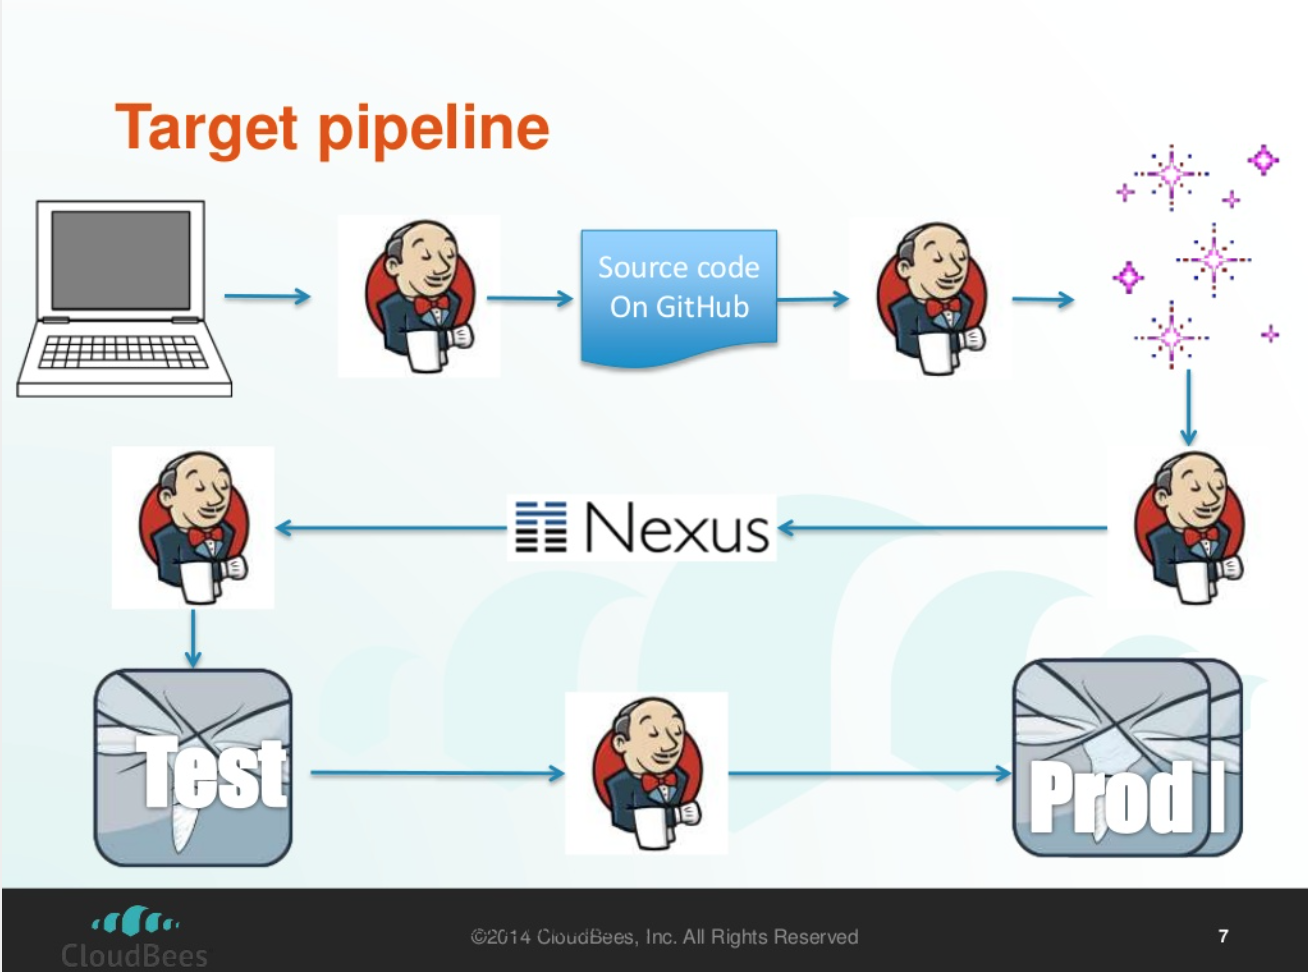 Target pipeline
Source code
On GitHub
Nexus
Test
Prod
CloudBees
©2014 CloudBees, Inc. All Rights Reserved
7